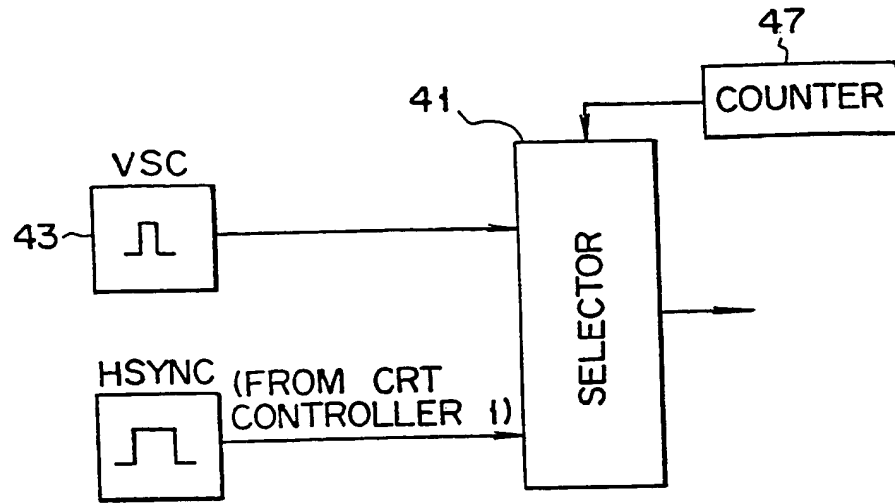 47
COUNTER
41
VSC
43
SELECTOR
HSYNC
(FROM CRT
CONTROLLER 1)